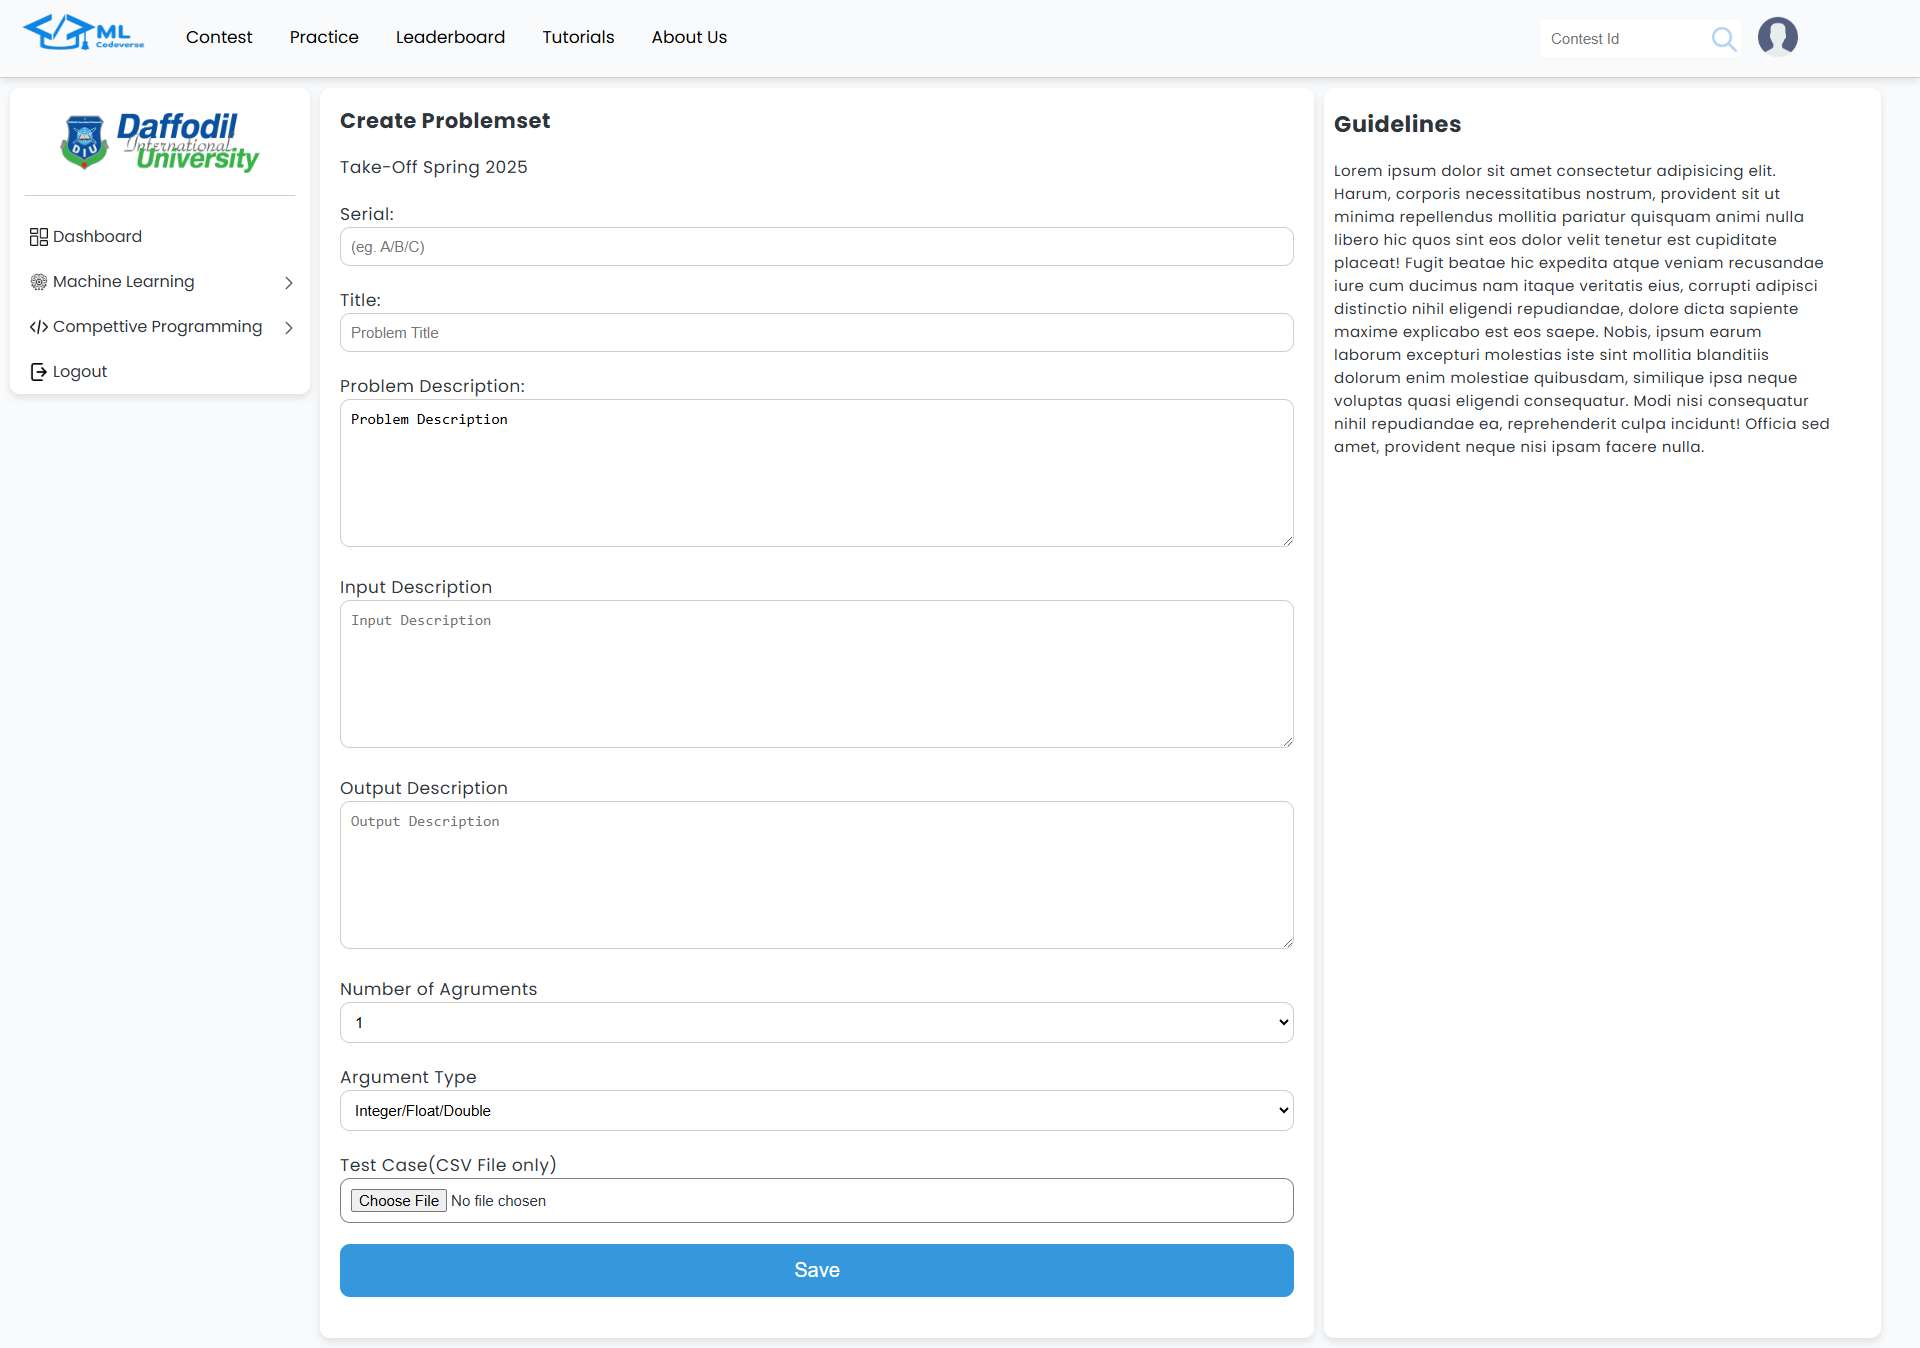 ML
Codeverse
Contest
Practice
Leaderboard
Tutorials
About Us
Contest Id
Daffodil
International
University
DIU
Dashboard
Machine Learning
Compettive Programming
Logout
Create Problemset
Take-Off Spring 2025
Serial:
(eg. A/B/C)
Title:
Problem Title
Problem Description:
Problem Description
Input Description
Input Description
Output Description
Output Description
Number of Agruments
1
Argument Type
Integer/Float/Double
Test Case(CSV File only)
Choose File No file chosen
Save
Guidelines
Lorem ipsum dolor sit amet consectetur adipisicing elit.
Harum, corporis necessitatibus nostrum, provident sit ut
minima repellendus mollitia pariatur quisquam animi nulla
libero hic quos sint eos dolor velit tenetur est cupiditate
placeat! Fugit beatae hic expedita atque veniam recusandae
iure cum ducimus nam itaque veritatis eius, corrupti adipisci
distinctio nihil eligendi repudiandae, dolore dicta sapiente
maxime explicabo est eos saepe. Nobis, ipsum earum
laborum excepturi molestias iste sint mollitia blanditiis
dolorum enim molestiae quibusdam, similique ipsa neque
voluptas quasi eligendi consequatur. Modi nisi consequatur
nihil repudiandae ea, reprehenderit culpa incidunt! Officia sed
amet, provident neque nisi ipsam facere nulla.